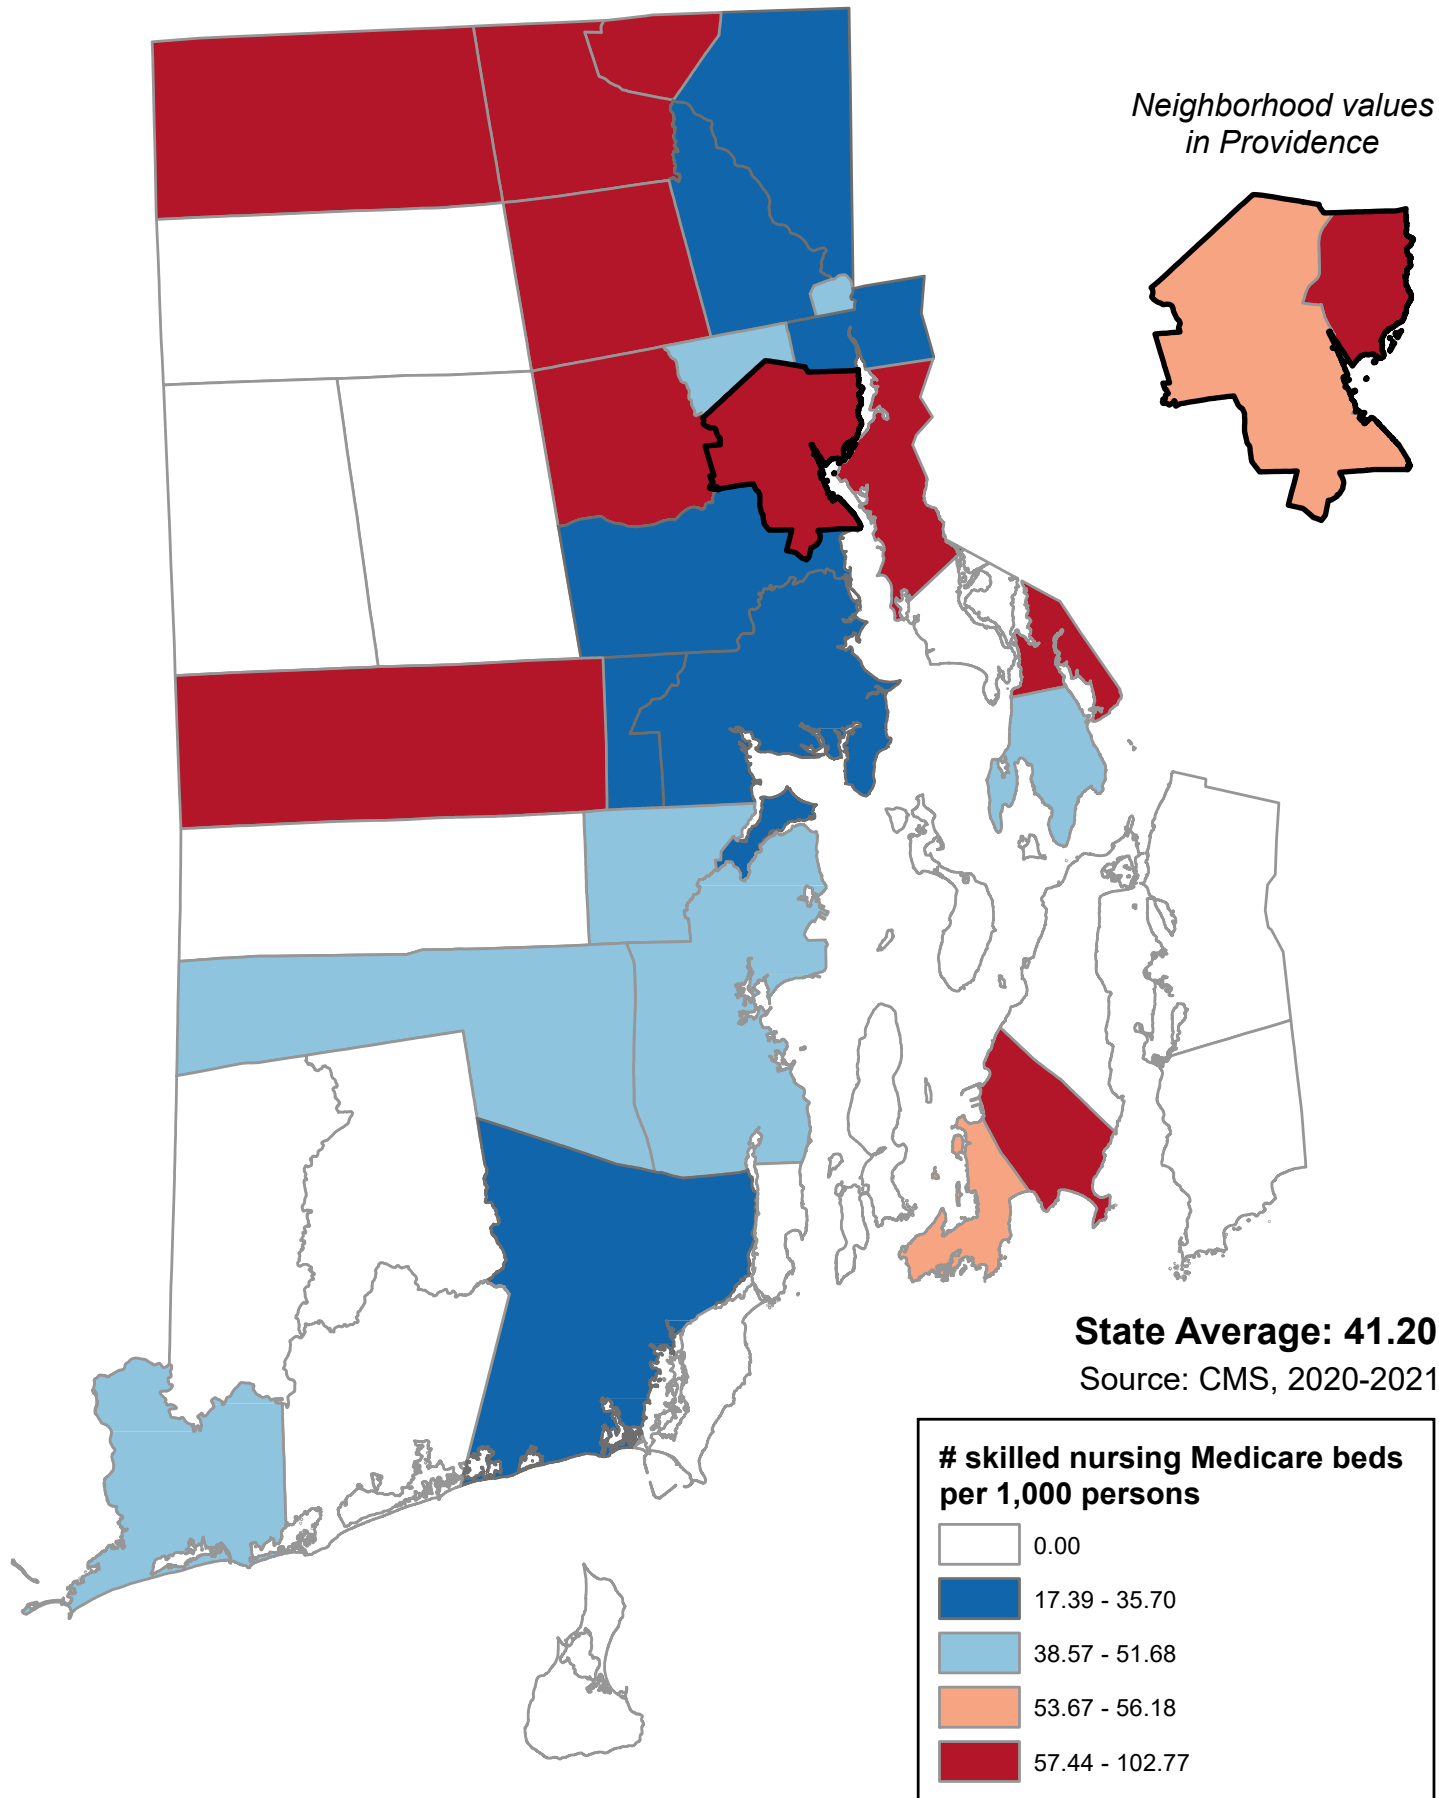 Neighborhood values
in Providence
State Average: 41.20
Source: CMS, 2020-2021
# skilled nursing Medicare beds
per 1,000 persons
0.00
17.39 - 35.70
38.57 - 51.68
53.67 - 56.18
57.44 - 102.77